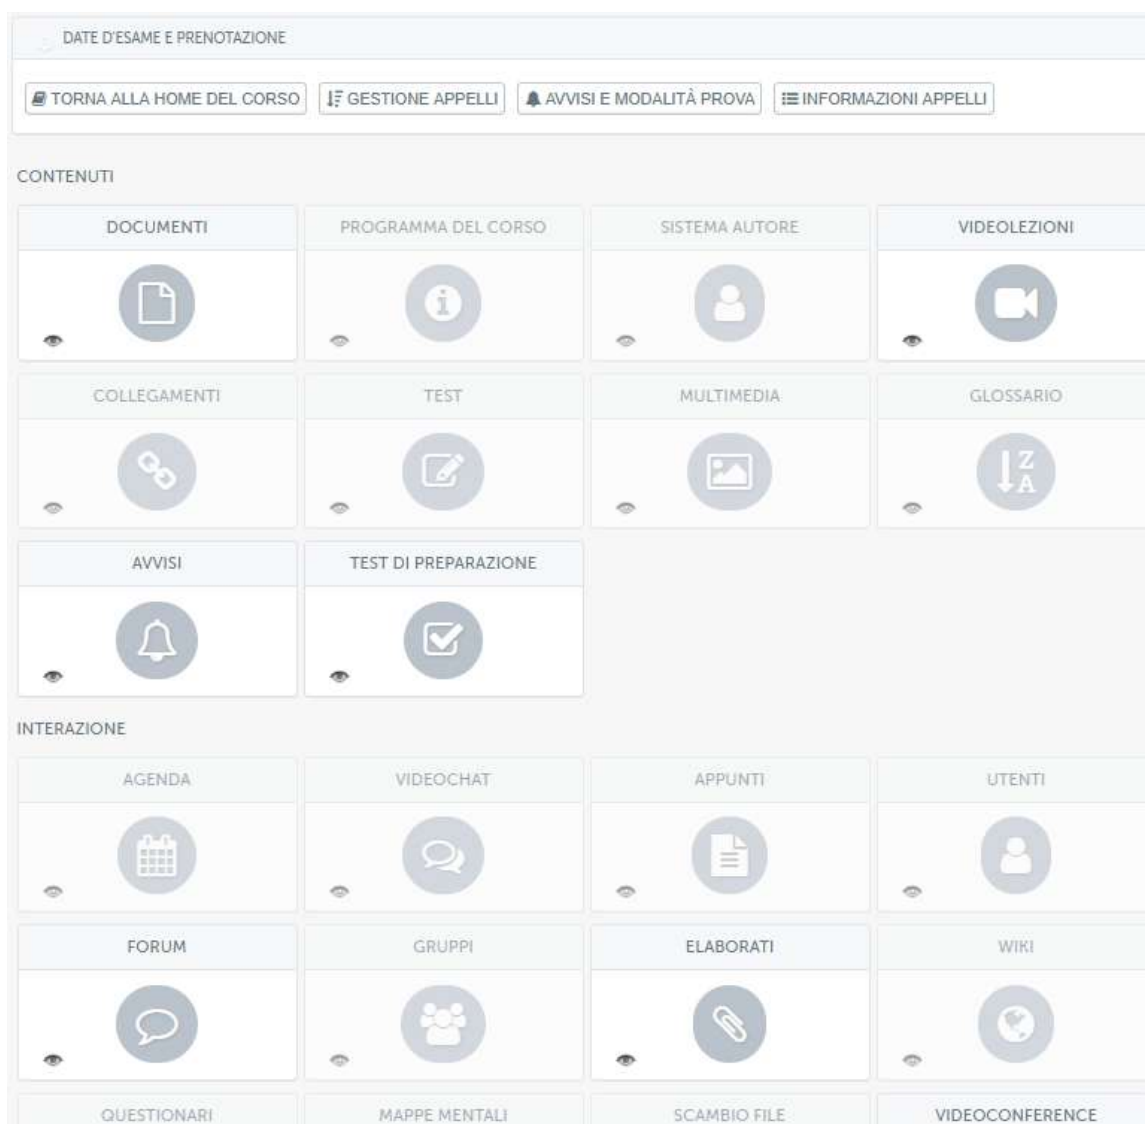 DATE D'ESAME E PRENOTAZIONE
TORNA ALLA HOME DEL CORSO GESTIONE APPELLI AVVISI E MODALITÀ PROVA INFORMAZIONI APPELLI
CONTENUTI
DOCUMENTI PROGRAMMA DEL CORSO SISTEMA AUTORE VIDEOLEZIONI
COLLEGAMENTI TEST MULTIMEDIA GLOSSARIO
Z
A
AVVISI TEST DI PREPARAZIONE
INTERAZIONE
AGENDA VIDEOCHAT APPUNTI UTENTI
FORUM GRUPPI ELABORATI WIKI
QUESTIONARI MAPPE MENTALI SCAMBIO FILE VIDEOCONFERENCE